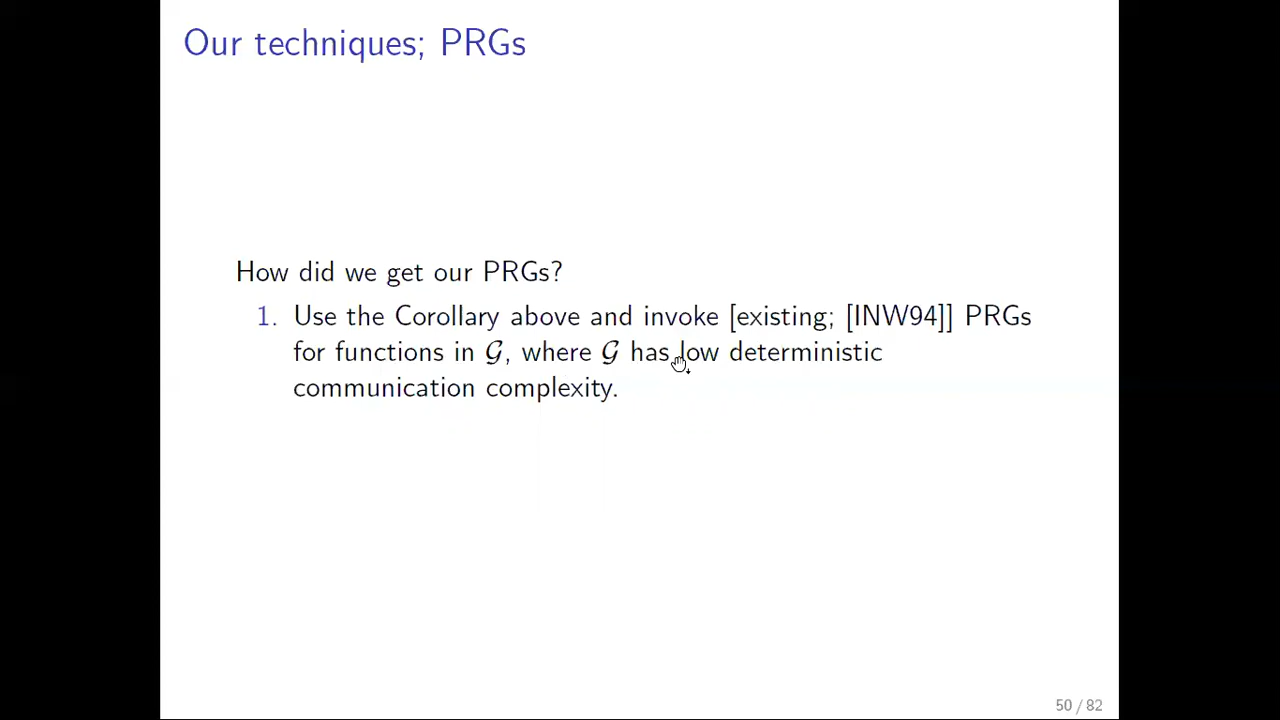 Our techniques; PRGs
How did we get our PRGs?
1. Use the Corollary above and invoke [existing; [INW94]] PRGs
for functions in 𝒢, where 𝒢 has low deterministic
communication complexity.
50 / 82